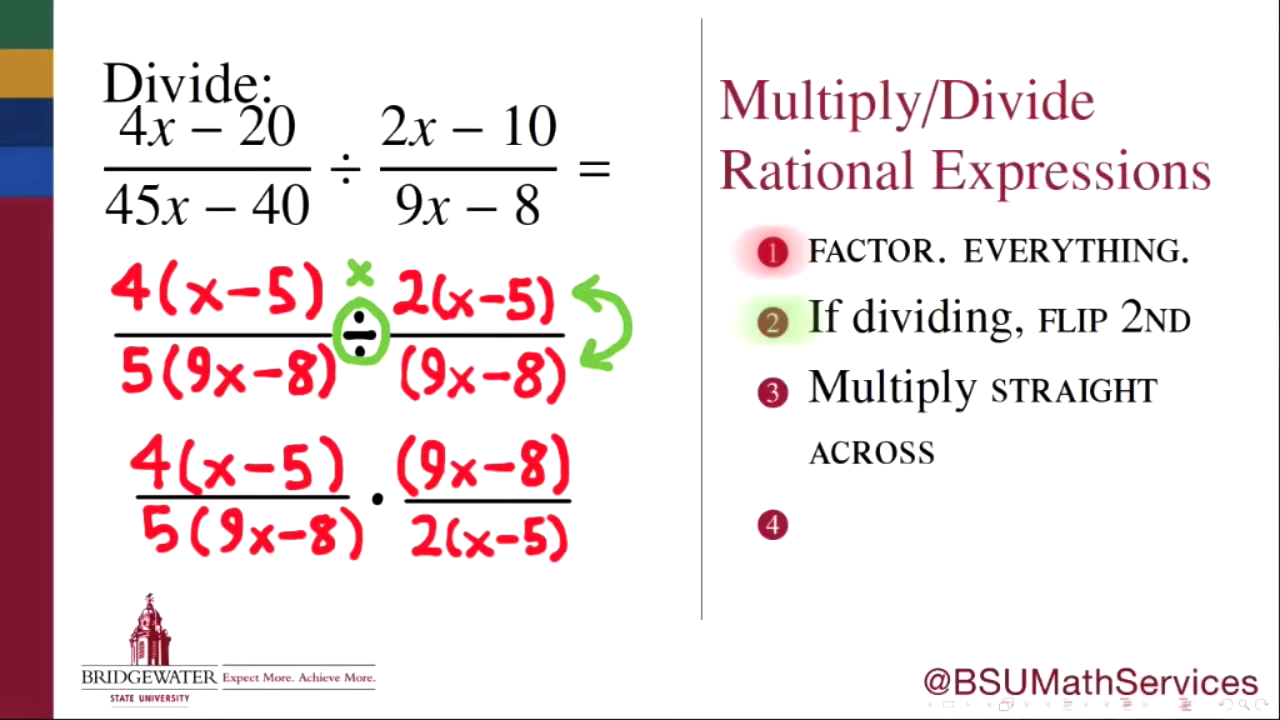 Divide:
4x − 20 / 45x − 40 ÷ 2x − 10 / 9x − 8 =
4(x−5) / 5(9x−8) ÷ x 2(x−5) / (9x−8)
4(x−5) / 5(9x−8) · (9x−8) / 2(x−5)
BRIDGEWATER
STATE UNIVERSITY
Expect More. Achieve More.
Multiply/Divide
Rational Expressions
1 FACTOR. EVERYTHING.
2 If dividing, FLIP 2ND
3 Multiply STRAIGHT
ACROSS
4
@BSUMathServices